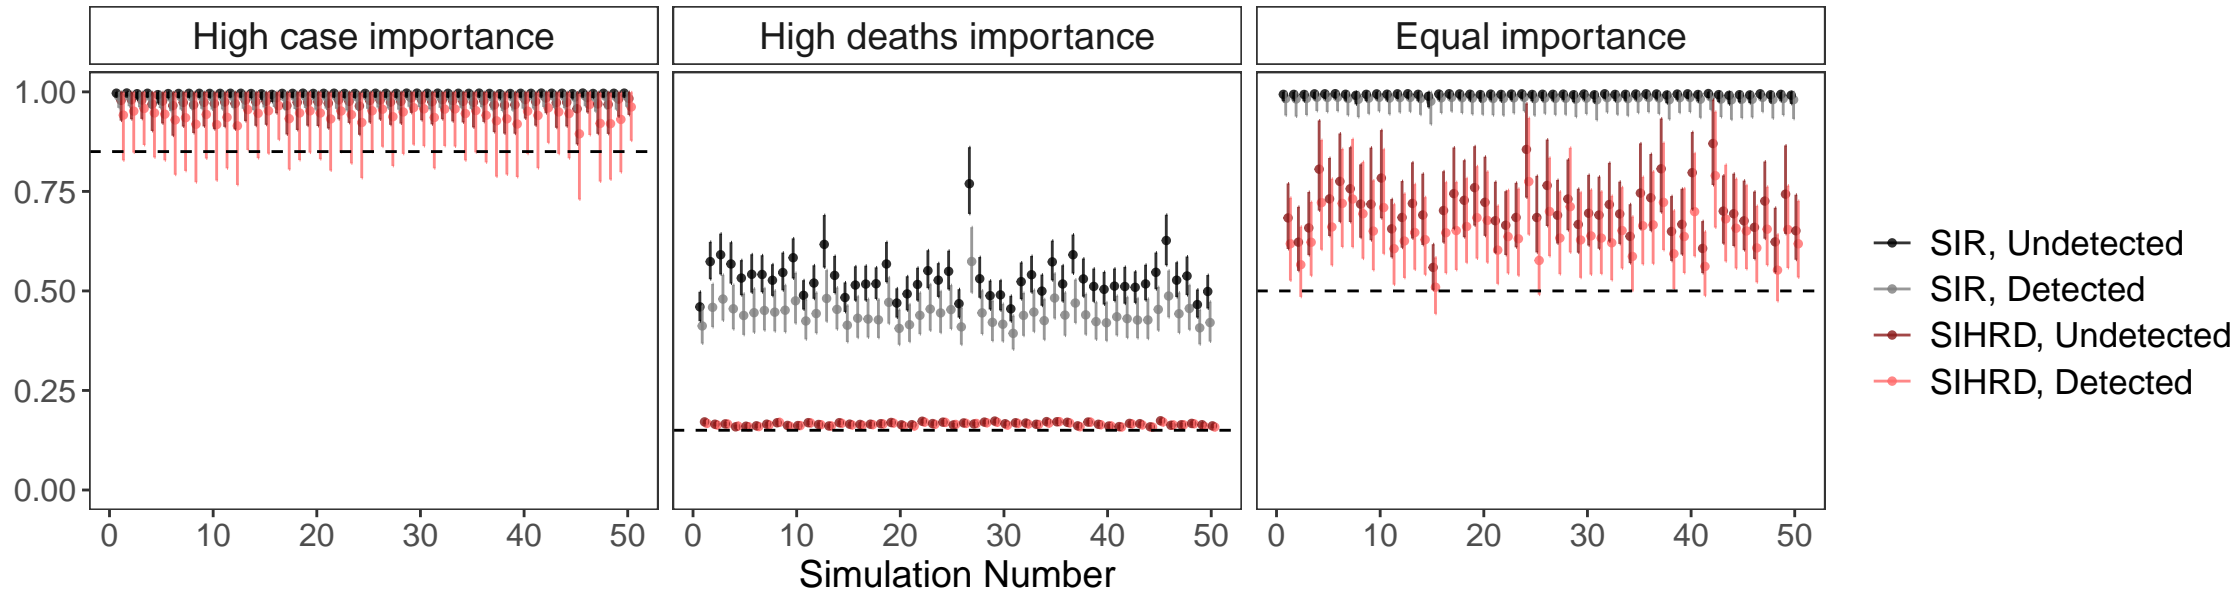 High case importance
High deaths importance
Equal importance
1.00
0.75
0.50
0.25
0.00
0 10 20 30 40 50
0 10 20 30 40 50
0 10 20 30 40 50
Simulation Number
SIR, Undetected
SIR, Detected
SIHRD, Undetected
SIHRD, Detected